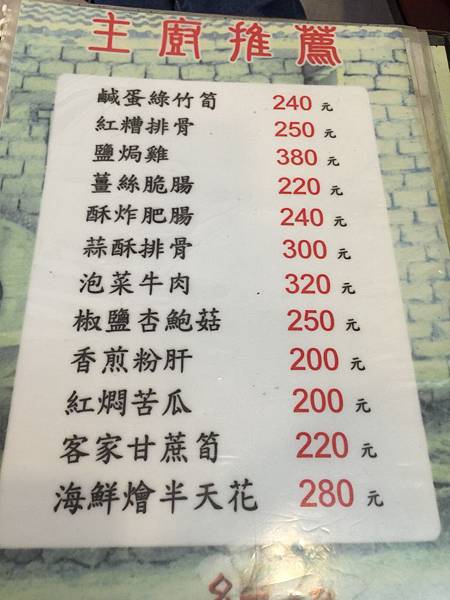 主廚推薦
鹹蛋綠竹筍 240元
紅糟排骨 250元
鹽焗雞 380元
薑絲脆腸 220元
酥炸肥腸 240元
蒜酥排骨 300元
泡菜牛肉 320元
椒鹽杏鮑菇 250元
香煎粉肝 200元
紅燜苦瓜 200元
客家甘蔗筍 220元
海鮮燴半天花 280元